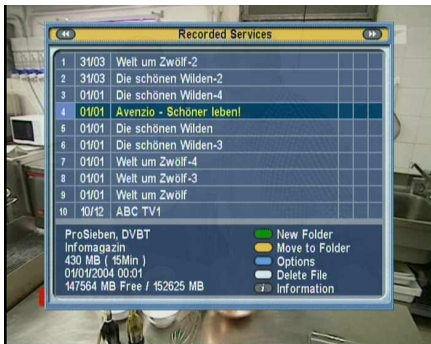 Recorded Services
1 31/03 Welt um Zwölf-2
2 31/03 Die schönen Wilden-2
3 01/01 Die schönen Wilden-4
4 01/01 Avenzio - Schöner leben!
5 01/01 Die schönen Wilden
6 01/01 Die schönen Wilden-3
7 01/01 Welt um Zwölf-4
8 01/01 Welt um Zwölf-3
9 01/01 Welt um Zwölf
10 10/12 ABC TV1
ProSieben, DVBT
Infomagazin
430 MB ( 15Min )
01/01/2004 00:01
147564 MB Free / 152625 MB
New Folder
Move to Folder
Options
Delete File
i Information